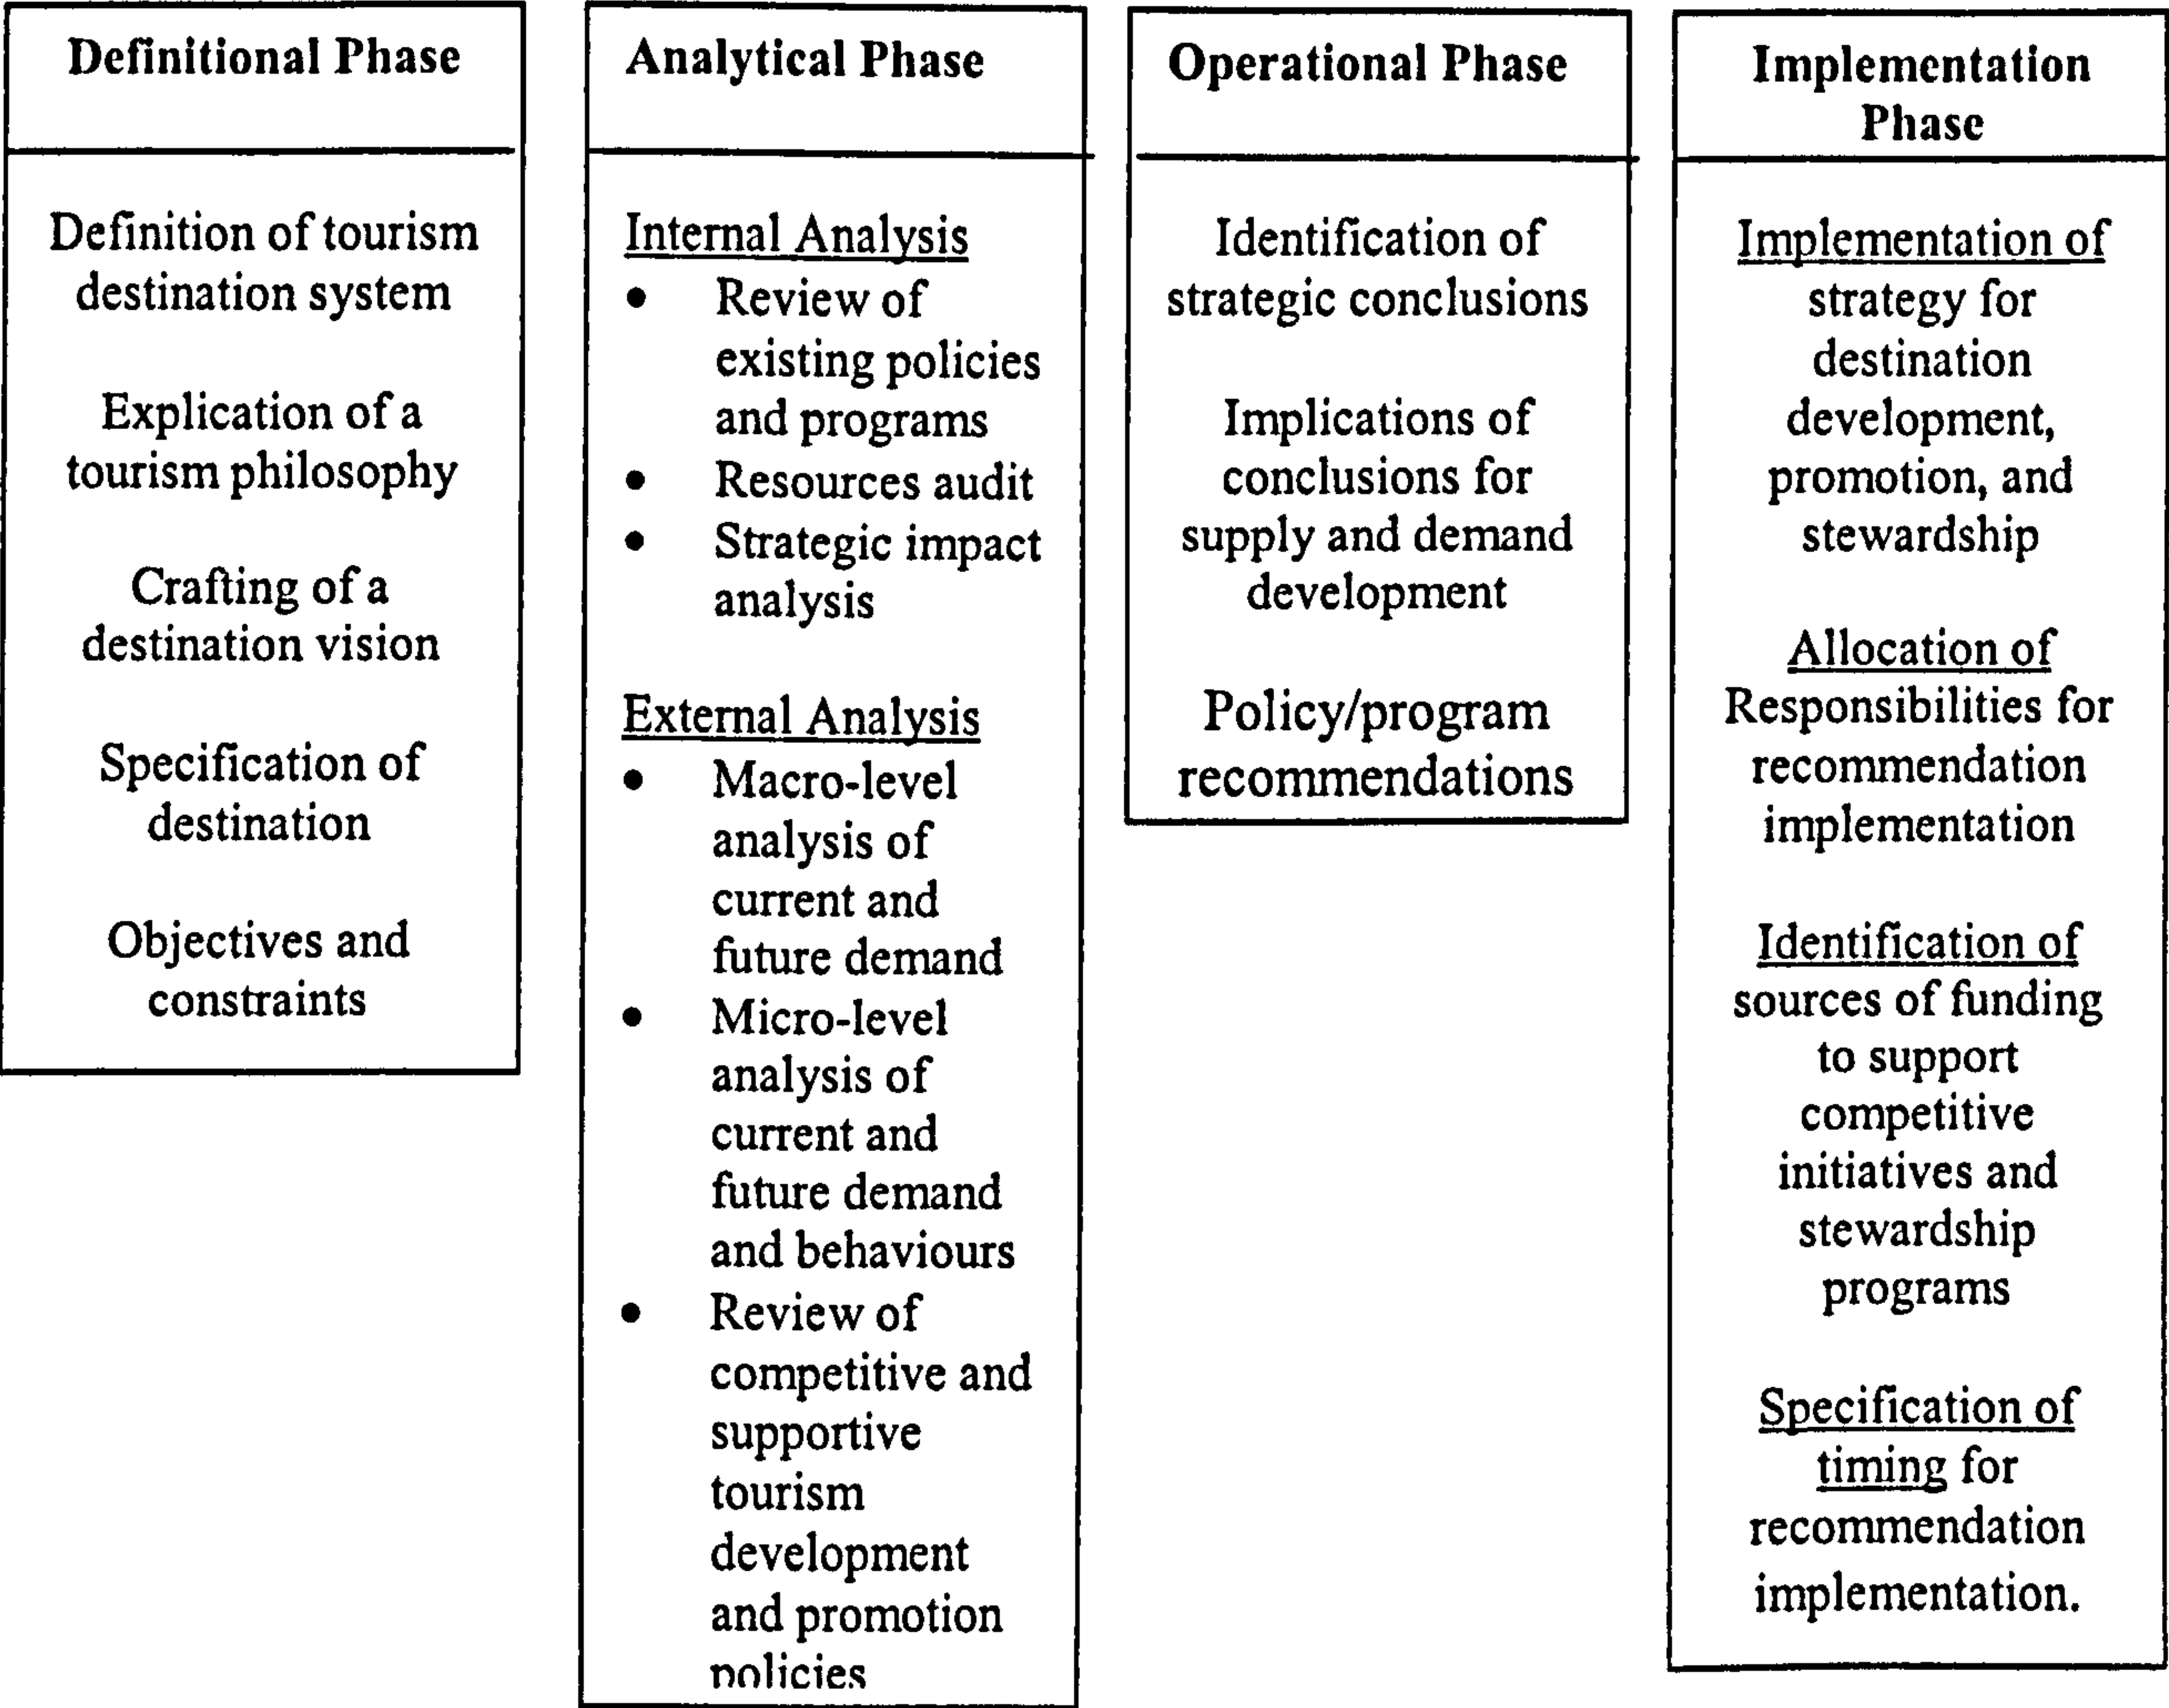 Definitional Phase
Definition of tourism
destination system
Explication of a
tourism philosophy
Crafting of a
destination vision
Specification of
destination
Objectives and
constraints
Analytical Phase
Internal Analysis
• Review of
existing policies
and programs
• Resources audit
• Strategic impact
analysis
External Analysis
• Macro-level
analysis of
current and
future demand
• Micro-level
analysis of
current and
future demand
and behaviours
• Review of
competitive and
supportive
tourism
development
and promotion
policies
Operational Phase
Identification of
strategic conclusions
Implications of
conclusions for
supply and demand
development
Policy/program
recommendations
Implementation
Phase
Implementation of
strategy for
destination
development,
promotion, and
stewardship
Allocation of
Responsibilities for
recommendation
implementation
Identification of
sources of funding
to support
competitive
initiatives and
stewardship
programs
Specification of
timing for
recommendation
implementation.